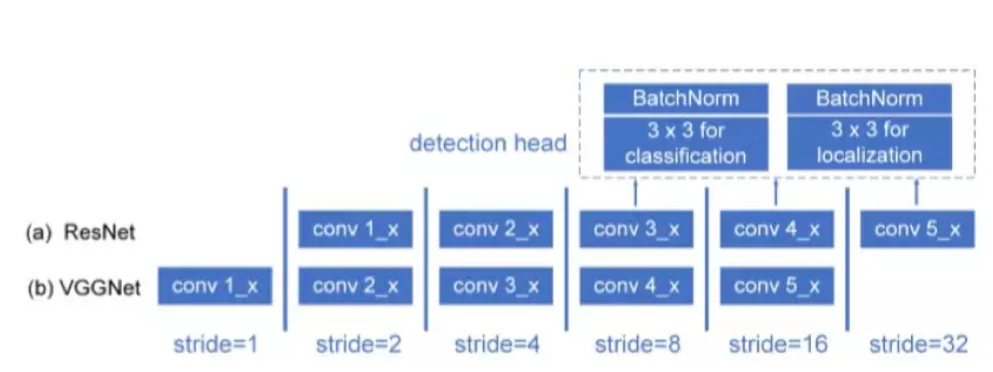 BatchNorm BatchNorm
3 x 3 for 3 x 3 for
detection head classification localization
(a) ResNet conv 1_x conv 2_x conv 3_x conv 4_x conv 5_x
(b) VGGNet conv 1_x conv 2_x conv 3_x conv 4_x conv 5_x
stride=1 stride=2 stride=4 stride=8 stride=16 stride=32